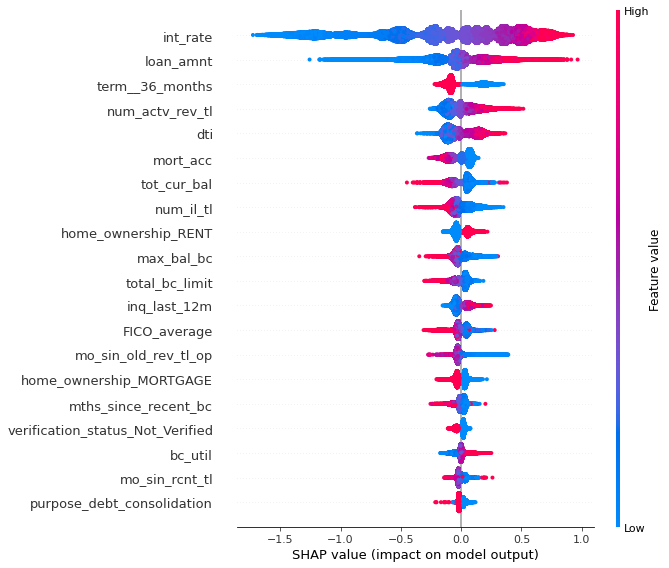 High
int_rate
loan_amnt
term__36_months
num_actv_rev_tl
dti
mort_acc
tot_cur_bal
num_il_tl
home_ownership_RENT
max_bal_bc
total_bc_limit
inq_last_12m
FICO_average
mo_sin_old_rev_tl_op
home_ownership_MORTGAGE
mths_since_recent_bc
verification_status_Not_Verified
bc_util
mo_sin_rcnt_tl
purpose_debt_consolidation
Feature value
Low
−1.5 −1.0 −0.5 0.0 0.5 1.0
SHAP value (impact on model output)